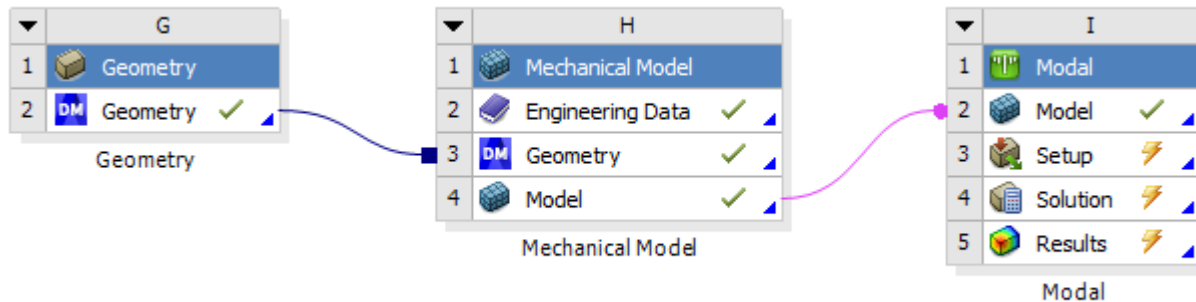 G
1 Geometry
2 DM Geometry
Geometry
H
1 Mechanical Model
2 Engineering Data
3 DM Geometry
4 Model
Mechanical Model
I
1 Modal
2 Model
3 Setup
4 Solution
5 Results
Modal